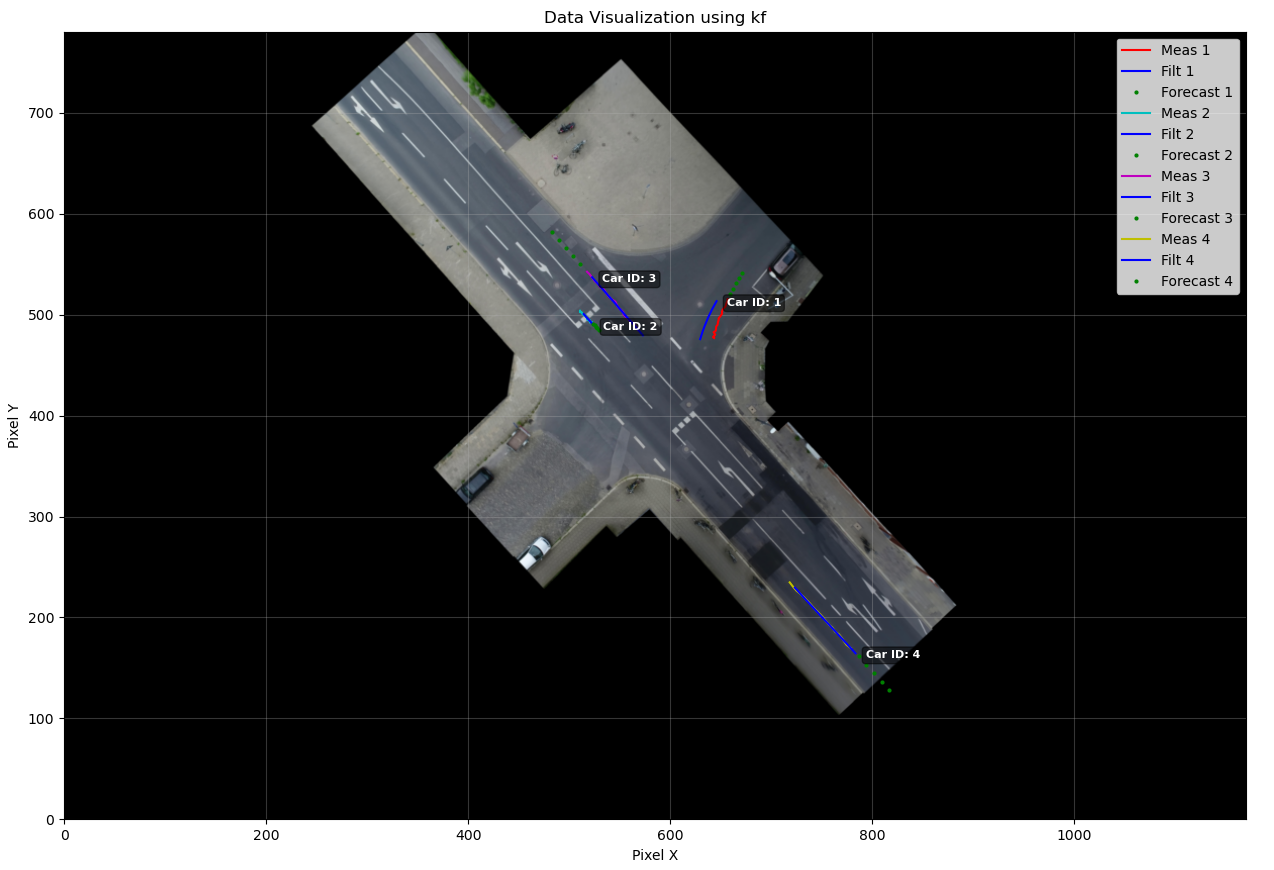 Data Visualization using kf
Meas 1
Filt 1
Forecast 1
Meas 2
Filt 2
Forecast 2
Meas 3
Filt 3
Forecast 3
Meas 4
Filt 4
Forecast 4
700
600
500
400
300
200
100
0
Pixel Y
Car ID: 3
Car ID: 1
Car ID: 2
Car ID: 4
0
200
400
600
800
1000
Pixel X